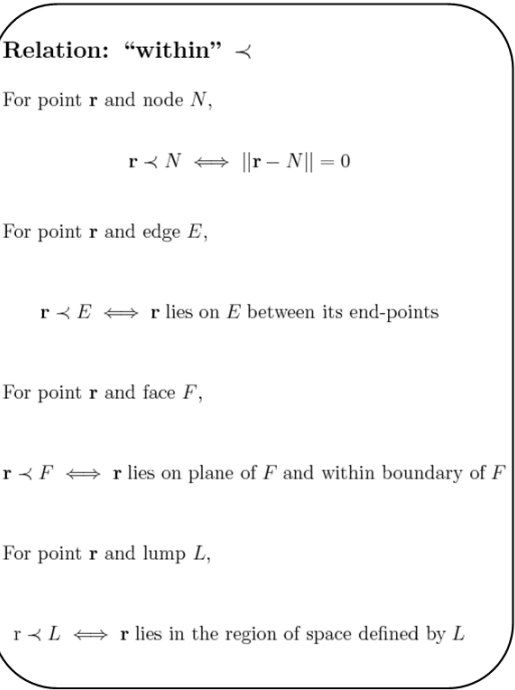 Relation: “within” ≺
For point r and node N,
r ≺ N ⟺ ||r − N|| = 0
For point r and edge E,
r ≺ E ⟺ r lies on E between its end-points
For point r and face F,
r ≺ F ⟺ r lies on plane of F and within boundary of F
For point r and lump L,
r ≺ L ⟺ r lies in the region of space defined by L